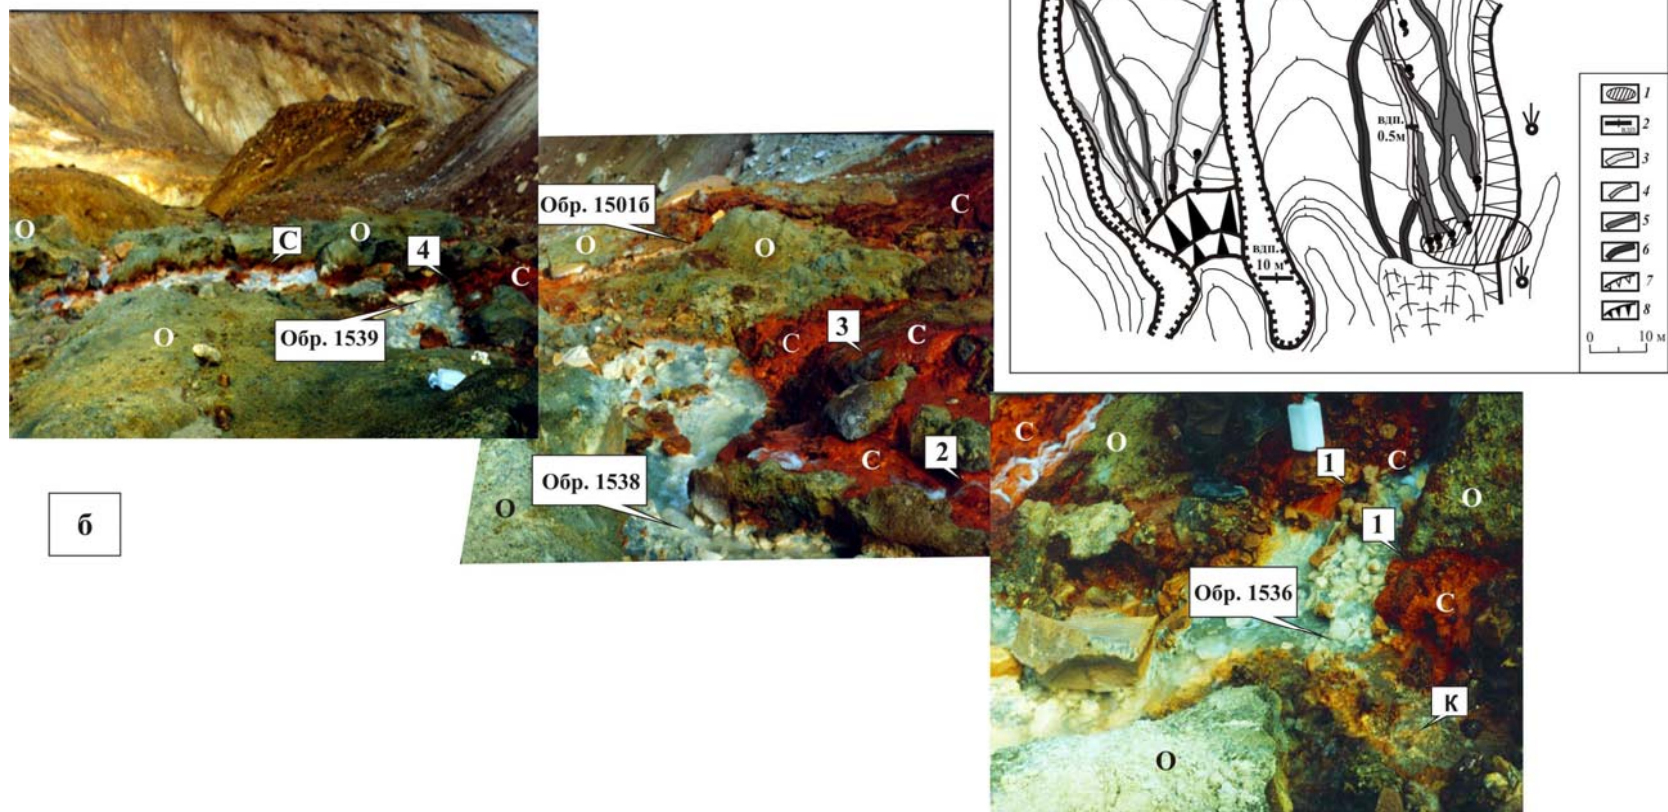 О
С
О
4
С
О
Обр. 1539
б
Обр. 1501б
С
О
О
3
С
С
С
2
Обр. 1538
О
вдп.
0.5м
вдп.
10 м
1
2
вдп
3
4
5
6
7
8
0
10 м
С
О
1
С
О
1
Обр. 1536
С
К
О